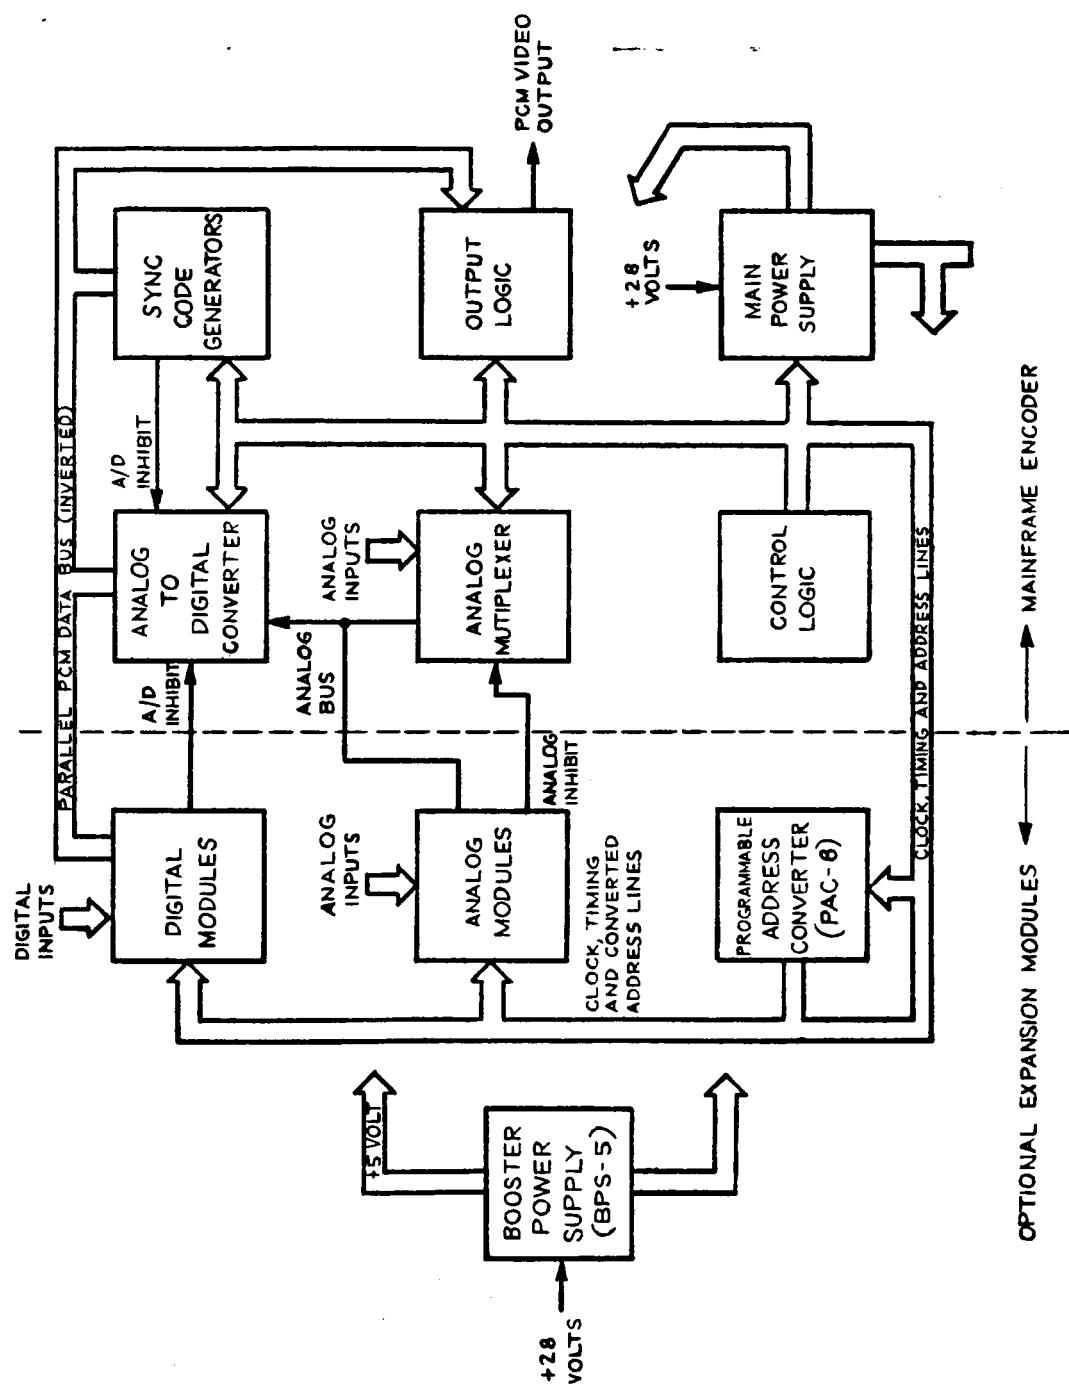 DIGITAL
INPUTS
PARALLEL PCM DATA BUS (INVERTED)
DIGITAL
MODULES
A/D
INHIBIT
ANALOG
TO
DIGITAL
CONVERTER
A/D
INHIBIT
SYNC
CODE
GENERATORS
+5 VOLT
ANALOG
INPUTS
ANALOG
MODULES
ANALOG
BUS
ANALOG
INHIBIT
ANALOG
INPUTS
ANALOG
MUTIPLEXER
OUTPUT
LOGIC
PCM VIDEO
OUTPUT
+28
VOLTS
BOOSTER
POWER
SUPPLY
(BPS-5)
CLOCK, TIMING
AND CONVERTED
ADDRESS LINES
PROGRAMMABLE
ADDRESS
CONVERTER
(PAC-8)
CONTROL
LOGIC
+28
VOLTS
MAIN
POWER
SUPPLY
CLOCK, TIMING AND ADDRESS LINES
OPTIONAL EXPANSION MODULES
MAINFRAME ENCODER